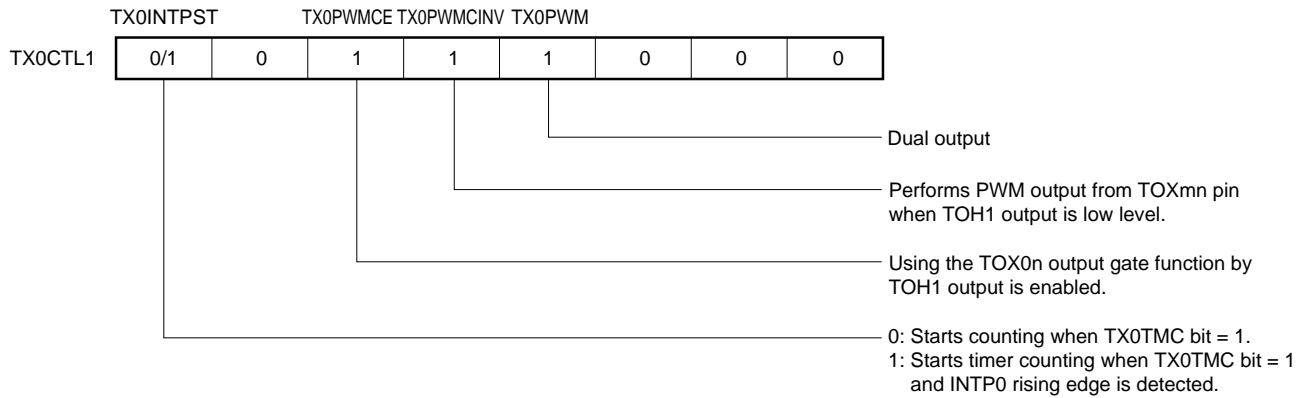 TX0INTPST TX0PWMCE TX0PWMCINV TX0PWM
TX0CTL1 0/1 0 1 1 1 0 0 0
Dual output
Performs PWM output from TOXmn pin
when TOH1 output is low level.
Using the TOX0n output gate function by
TOH1 output is enabled.
0: Starts counting when TX0TMC bit = 1.
1: Starts timer counting when TX0TMC bit = 1
and INTP0 rising edge is detected.